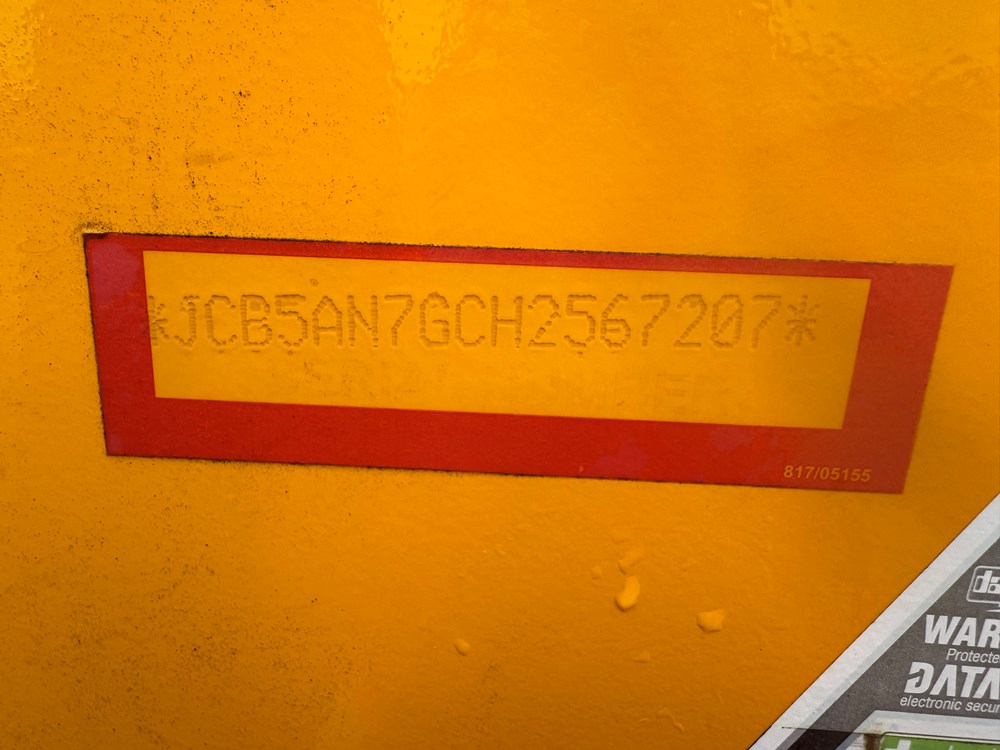 *JCB5AN7GCH2567207*
817/05155
WAR
Protecte
DATA
electronic secur